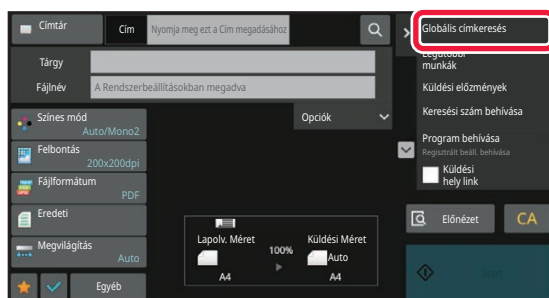 Címtár
Cím
Nyomja meg ezt a Cím megadásához
Globális címkeresés
Legutóbbi
munkák
Tárgy
Fájlnév
A Rendszerbeállításokban megadva
Küldési előzmények
Színes mód
Auto/Mono2
Opciók
Keresési szám behívása
Felbontás
200x200dpi
Program behívása
Regisztrált beáll. behívása
Fájlformátum
PDF
Küldési
hely link
Eredeti
Előnézet
CA
Megvilágítás
Auto
Lapolv. Méret
100%
Küldési Méret
Auto
A4
A4
Egyéb
Start